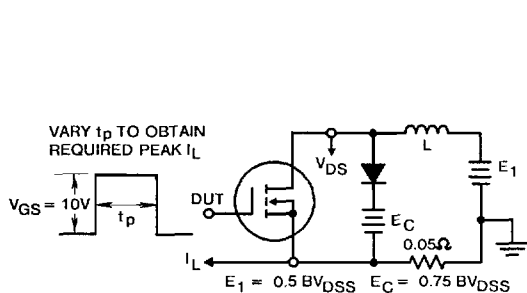 VARY tp TO OBTAIN
REQUIRED PEAK IL
VGS = 10V
tp
DUT
VDS
L
E1
EC
0.05Ω
IL
E1 = 0.5 BVDSS EC = 0.75 BVDSS